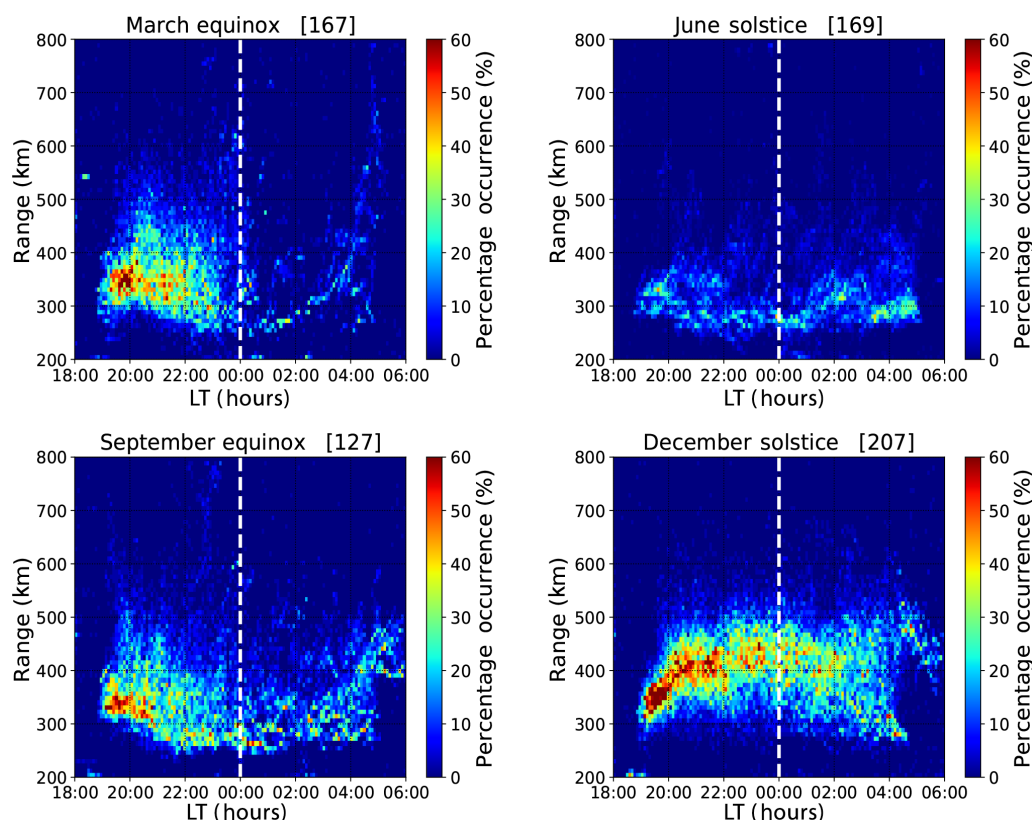 March equinox [167]
800
700
600
500
400
300
200
Range (km)
18:00 20:00 22:00 00:00 02:00 04:00 06:00
LT (hours)
60
50
40
30
20
10
0
Percentage occurrence (%)
June solstice [169]
800
700
600
500
400
300
200
Range (km)
18:00 20:00 22:00 00:00 02:00 04:00 06:00
LT (hours)
60
50
40
30
20
10
0
Percentage occurrence (%)
September equinox [127]
800
700
600
500
400
300
200
Range (km)
18:00 20:00 22:00 00:00 02:00 04:00 06:00
LT (hours)
60
50
40
30
20
10
0
Percentage occurrence (%)
December solstice [207]
800
700
600
500
400
300
200
Range (km)
18:00 20:00 22:00 00:00 02:00 04:00 06:00
LT (hours)
60
50
40
30
20
10
0
Percentage occurrence (%)